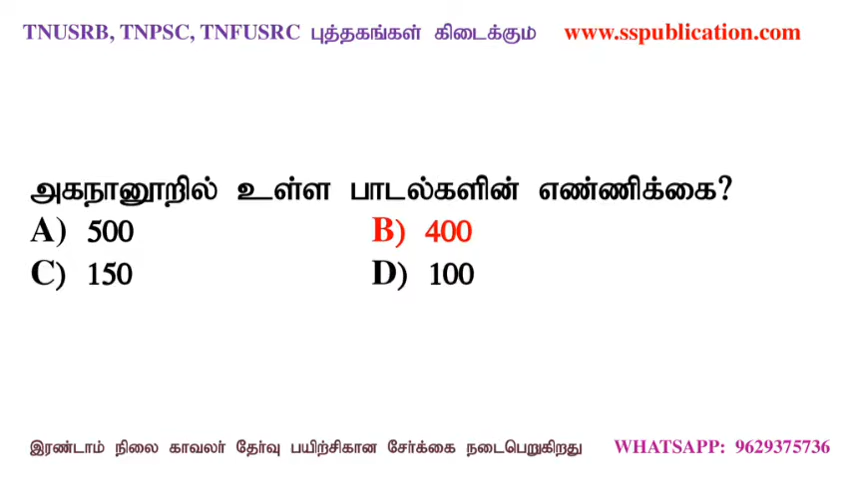 TNUSRB, TNPSC, TNFUSRC புத்தகங்கள் கிடைக்கும் www.sspublication.com
அகநானூறில் உள்ள பாடல்களின் எண்ணிக்கை?
A) 500 B) 400
C) 150 D) 100
இரண்டாம் நிலை காவலர் தேர்வு பயிற்சிகான சேர்க்கை நடைபெறுகிறது WHATSAPP: 9629375736